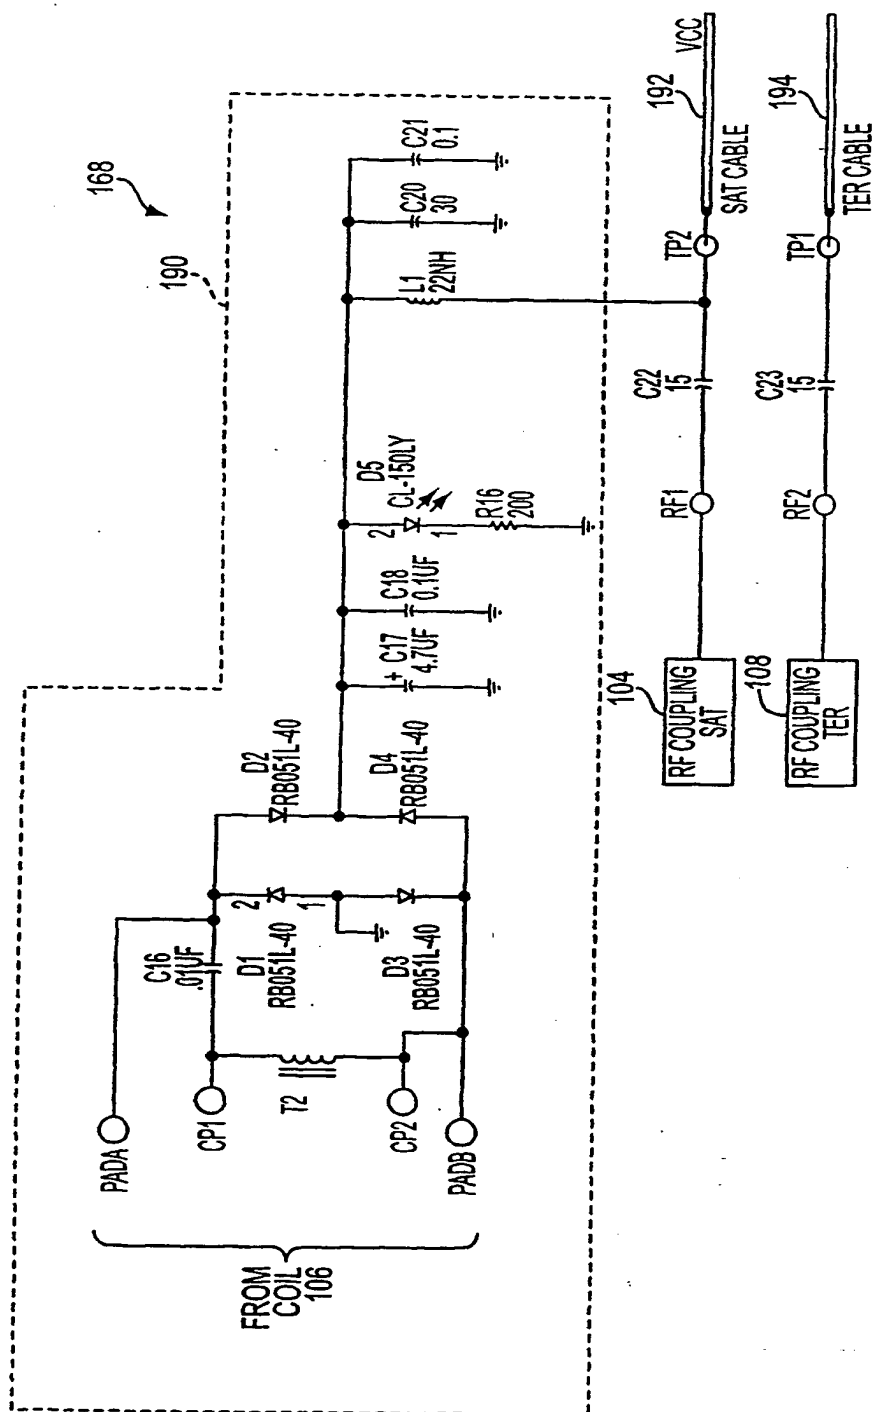 168
190
PADA
CP1
T2
CP2
PADB
FROM
COIL
106
C16
.01UF
D1
RB051L-40
2
1
D3
RB051L-40
D2
RB051L-40
D4
RB051L-40
+
C17
4.7UF
C18
0.1UF
D5
CL-150LY
2
1
R16
200
L1
22NH
C20
30
C21
0.1
104
RF COUPLING
SAT
RF1
C22
15
TP2
192
VCC
SAT CABLE
108
RF COUPLING
TER
RF2
C23
15
TP1
194
TER CABLE